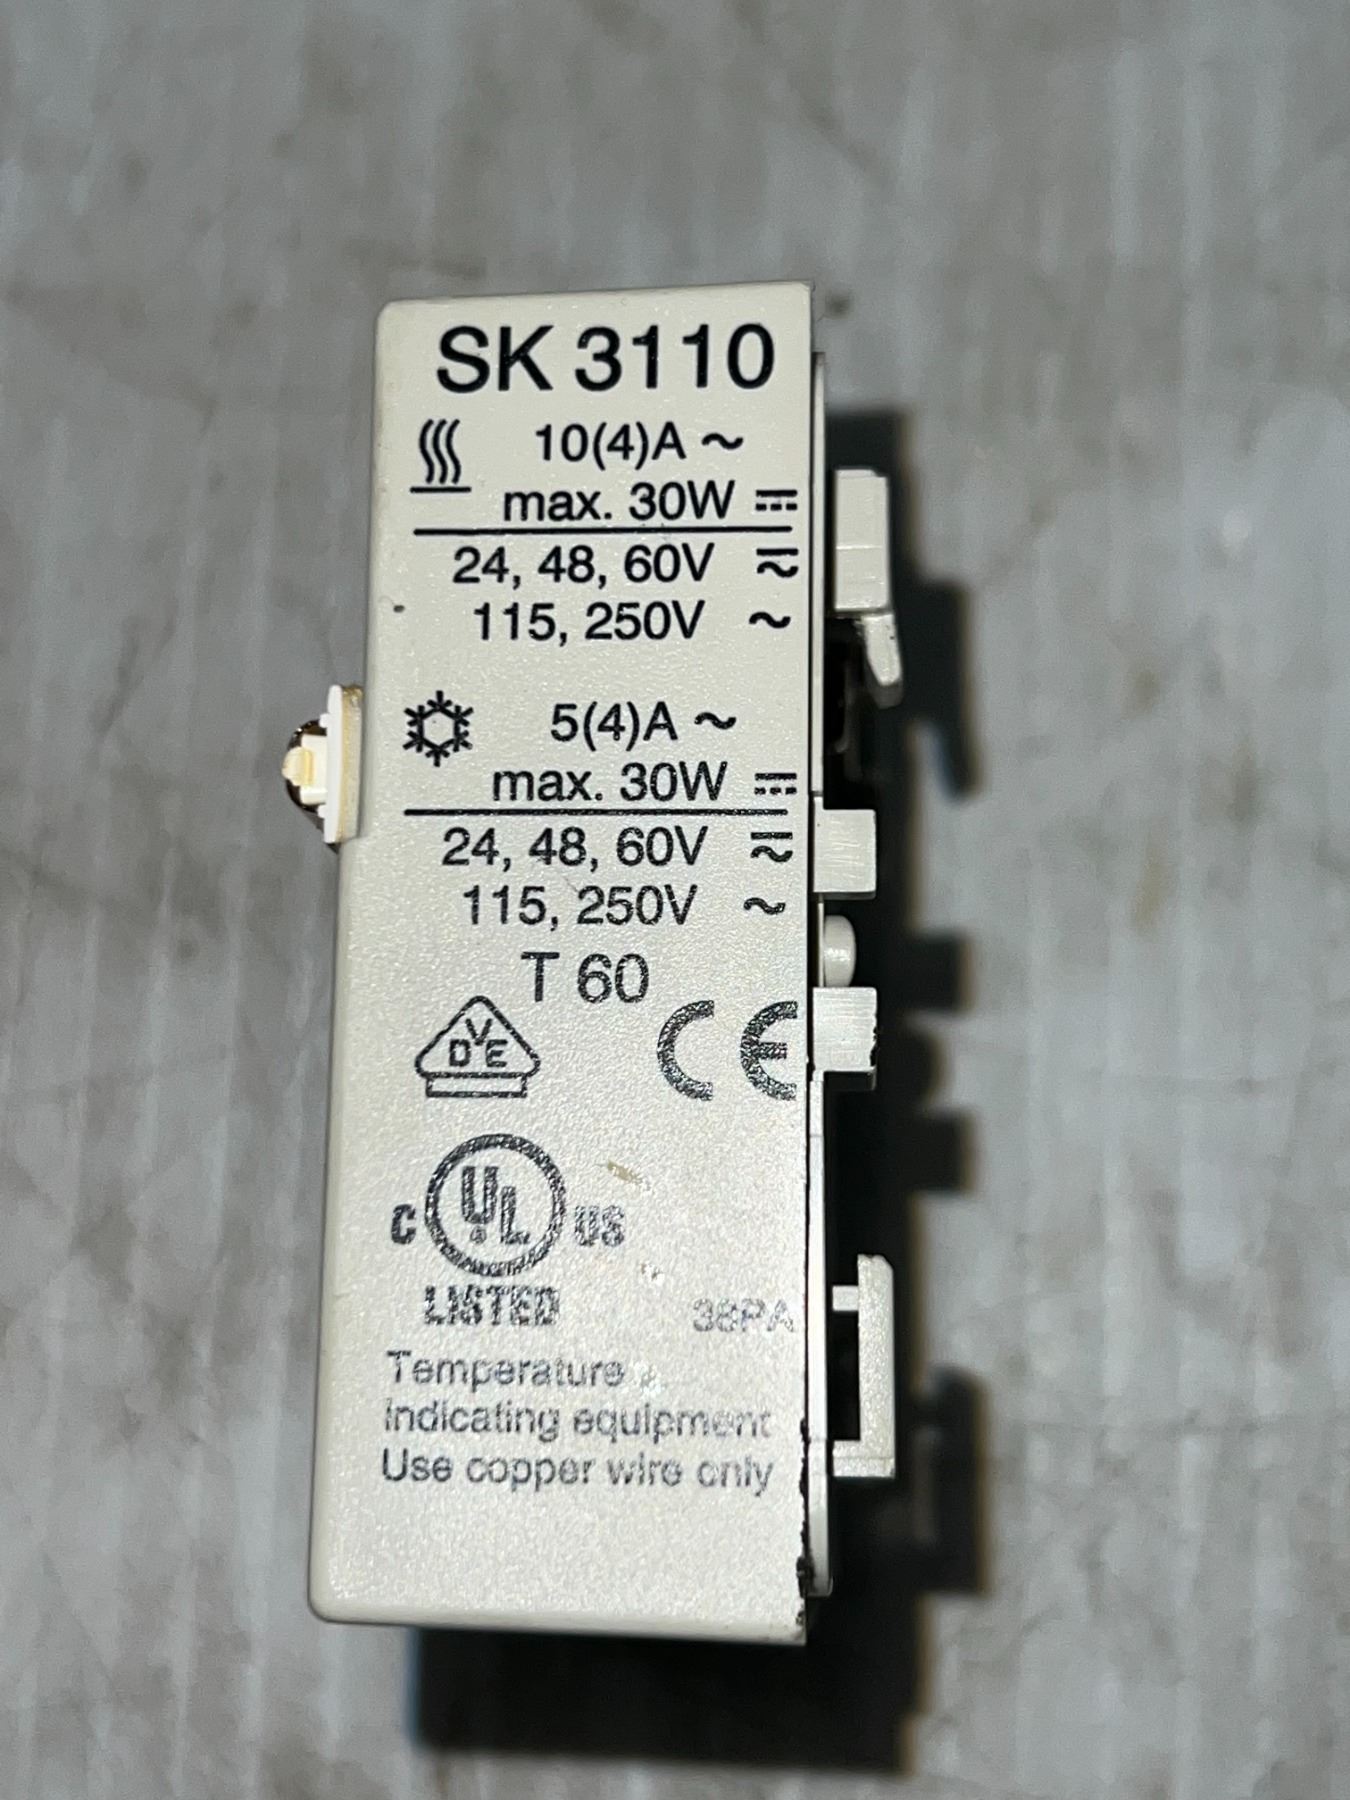 SK 3110
10(4)A ~
max. 30W ⎓
24, 48, 60V ⎓~
115, 250V ~
5(4)A ~
max. 30W ⎓
24, 48, 60V ⎓~
115, 250V ~
T 60
VDE
CE
C UL US
LISTED
38PA
Temperature
indicating equipment
Use copper wire only